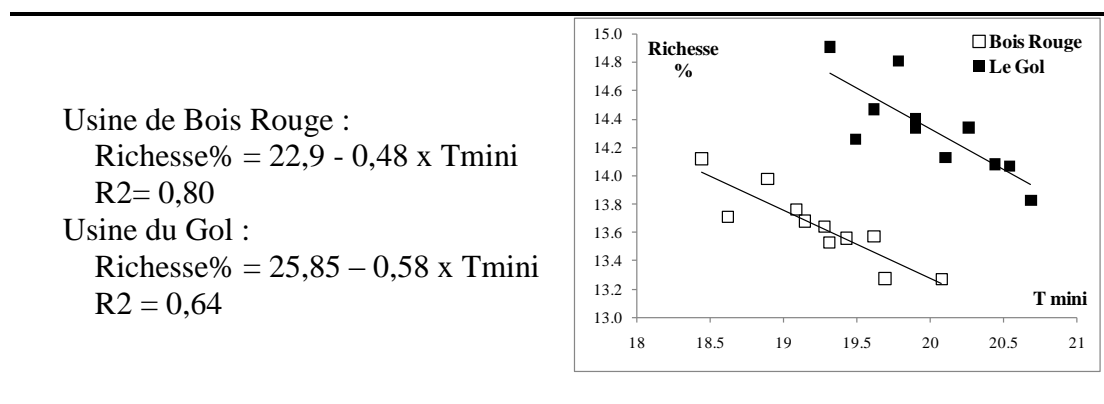 Usine de Bois Rouge :
Richesse% = 22,9 - 0,48 x Tmini
R2= 0,80
Usine du Gol :
Richesse% = 25,85 – 0,58 x Tmini
R2 = 0,64
Richesse
%
Bois Rouge
Le Gol
15.0
14.8
14.6
14.4
14.2
14.0
13.8
13.6
13.4
13.2
13.0
T mini
18 18.5 19 19.5 20 20.5 21